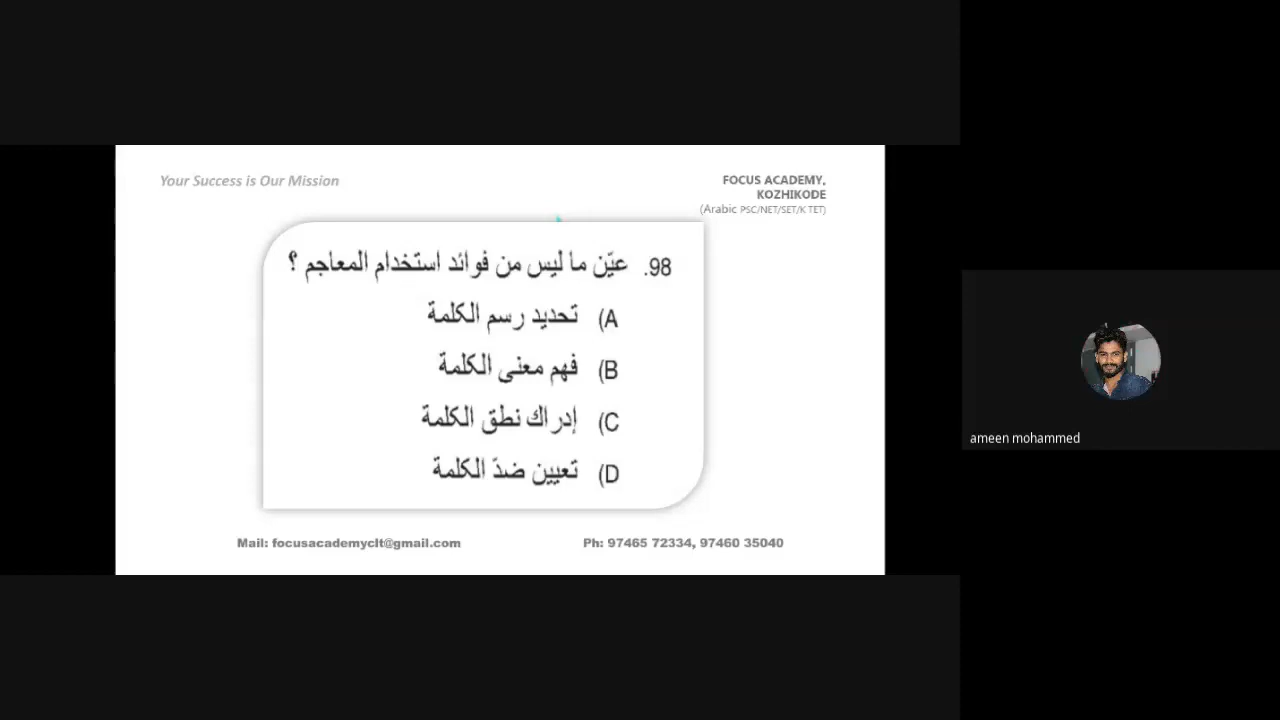 Your Success is Our Mission
FOCUS ACADEMY,
KOZHIKODE
(Arabic PSC/NET/SET/K TET)
98. عيّن ما ليس من فوائد استخدام المعاجم ؟
A) تحديد رسم الكلمة
B) فهم معنى الكلمة
C) إدراك نطق الكلمة
D) تعيين ضدّ الكلمة
Mail: focusacademyclt@gmail.com
Ph: 97465 72334, 97460 35040
ameen mohammed